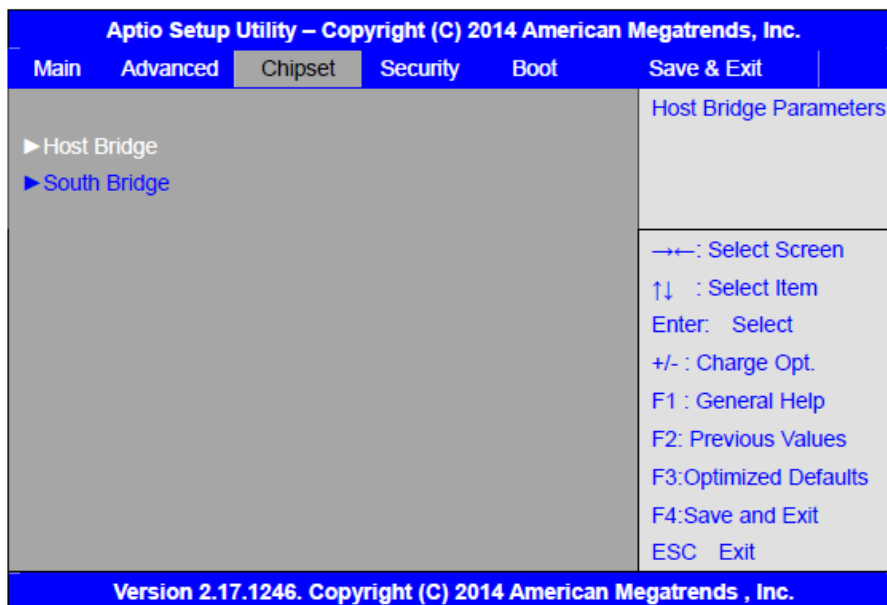 Aptio Setup Utility – Copyright (C) 2014 American Megatrends, Inc.
Main Advanced Chipset Security Boot Save & Exit
►Host Bridge
►South Bridge
Host Bridge Parameters
→←: Select Screen
↑↓ : Select Item
Enter: Select
+/- : Charge Opt.
F1 : General Help
F2: Previous Values
F3:Optimized Defaults
F4:Save and Exit
ESC Exit
Version 2.17.1246. Copyright (C) 2014 American Megatrends , Inc.